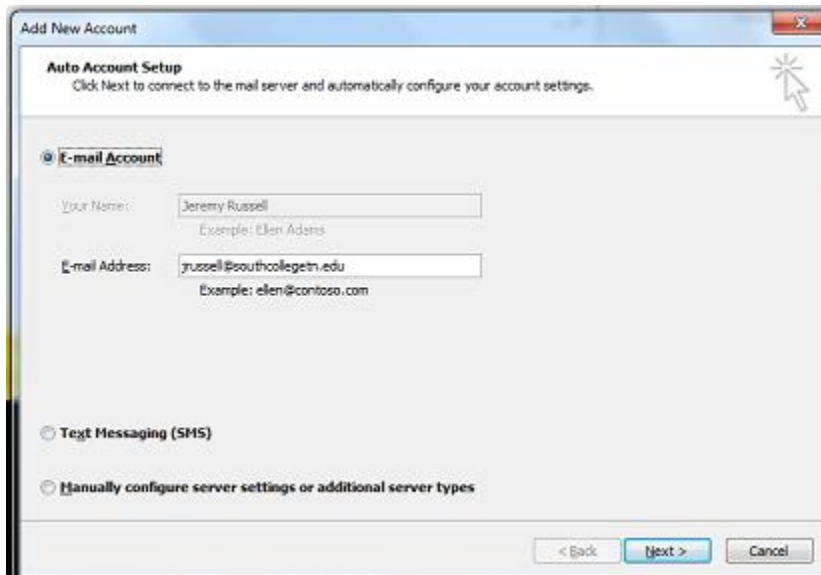 Add New Account
Auto Account Setup
Click Next to connect to the mail server and automatically configure your account settings.
E-mail Account
Your Name: Jeremy Russell
Example: Ellen Adams
E-mail Address: jrussell@southcollegetn.edu
Example: ellen@contoso.com
Text Messaging (SMS)
Manually configure server settings or additional server types
< Back Next > Cancel